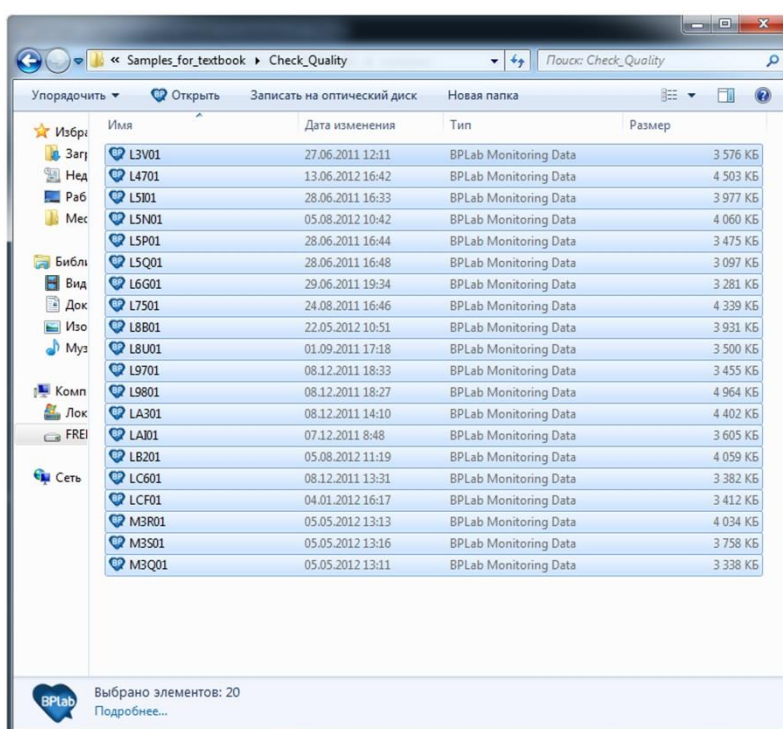 « Samples_for_textbook ▸ Check_Quality
Поиск: Check_Quality
Упорядочить Открыть Записать на оптический диск Новая папка
Имя Дата изменения Тип Размер
Избра
Загр
Нед
Раб
Мес
Библи
Вид
Док
Изо
Муз
Комп
Лок
FREI
Сеть
L3V01 27.06.2011 12:11 BPLab Monitoring Data 3 576 КБ
L4701 13.06.2012 16:42 BPLab Monitoring Data 4 503 КБ
L5I01 28.06.2011 16:33 BPLab Monitoring Data 3 977 КБ
L5N01 05.08.2012 10:42 BPLab Monitoring Data 4 060 КБ
L5P01 28.06.2011 16:44 BPLab Monitoring Data 3 475 КБ
L5Q01 28.06.2011 16:48 BPLab Monitoring Data 3 097 КБ
L6G01 29.06.2011 19:34 BPLab Monitoring Data 3 281 КБ
L7501 24.08.2011 16:46 BPLab Monitoring Data 4 339 КБ
L8B01 22.05.2012 10:51 BPLab Monitoring Data 3 931 КБ
L8U01 01.09.2011 17:18 BPLab Monitoring Data 3 500 КБ
L9701 08.12.2011 18:33 BPLab Monitoring Data 3 455 КБ
L9801 08.12.2011 18:27 BPLab Monitoring Data 4 964 КБ
LA301 08.12.2011 14:10 BPLab Monitoring Data 4 402 КБ
LAI01 07.12.2011 8:48 BPLab Monitoring Data 3 605 КБ
LB201 05.08.2012 11:19 BPLab Monitoring Data 4 059 КБ
LC601 08.12.2011 13:31 BPLab Monitoring Data 3 382 КБ
LCF01 04.01.2012 16:17 BPLab Monitoring Data 3 412 КБ
M3R01 05.05.2012 13:13 BPLab Monitoring Data 4 034 КБ
M3S01 05.05.2012 13:16 BPLab Monitoring Data 3 758 КБ
M3Q01 05.05.2012 13:11 BPLab Monitoring Data 3 338 КБ
BPLab
Выбрано элементов: 20
Подробнее...